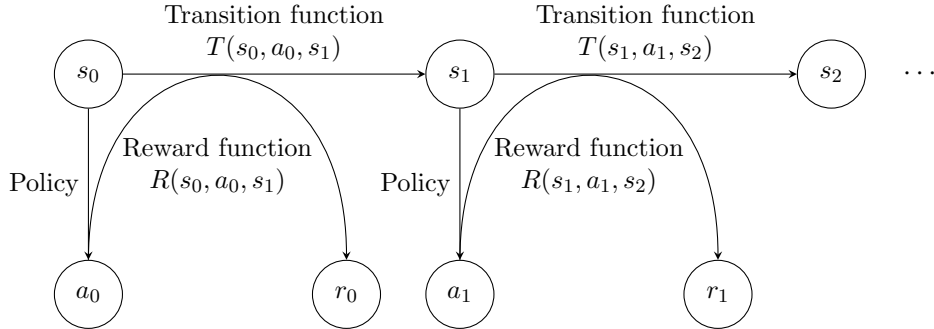 Transition function
T(s₀, a₀, s₁)
Transition function
T(s₁, a₁, s₂)
s₀
s₁
s₂
⋯
Reward function
R(s₀, a₀, s₁)
Reward function
R(s₁, a₁, s₂)
Policy
Policy
a₀
r₀
a₁
r₁